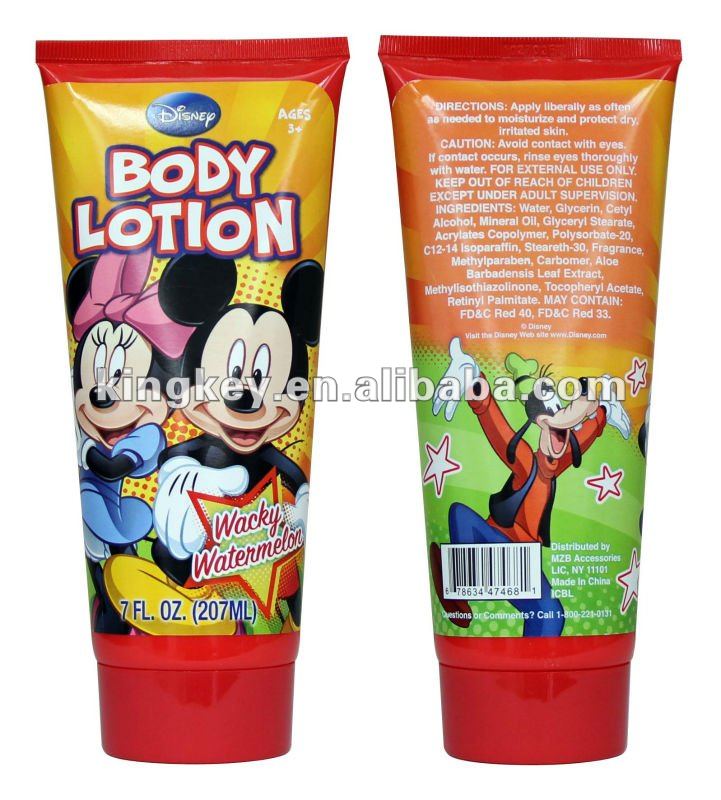 Disney
AGES
3+
BODY
LOTION
Wacky
Watermelon
7 FL. OZ. (207ML)
DIRECTIONS: Apply liberally as often
as needed to moisturize and protect dry,
irritated skin.
CAUTION: Avoid contact with eyes.
If contact occurs, rinse eyes thoroughly
with water. FOR EXTERNAL USE ONLY.
KEEP OUT OF REACH OF CHILDREN
EXCEPT UNDER ADULT SUPERVISION.
INGREDIENTS: Water, Glycerin, Cetyl
Alcohol, Mineral Oil, Glyceryl Stearate,
Acrylates Copolymer, Polysorbate-20,
C12-14 Isoparaffin, Steareth-30, Fragrance,
Methylparaben, Carbomer, Aloe
Barbadensis Leaf Extract,
Methylisothiazolinone, Tocopheryl Acetate,
Retinyl Palmitate. MAY CONTAIN:
FD&C Red 40, FD&C Red 33.
© Disney
Visit the Disney Web site www.Disney.com
Distributed by
MZB Accessories
LIC, NY 11101
Made In China
ICBL
6 78634 47468 1
Questions or Comments? Call 1-800-221-0131
kingkey.en.alibaba.com